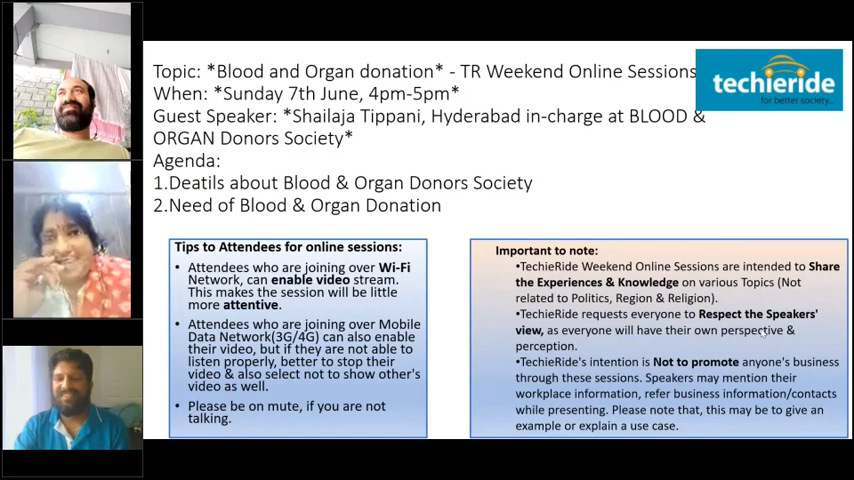 Topic: *Blood and Organ donation* - TR Weekend Online Sessions
When: *Sunday 7th June, 4pm-5pm*
Guest Speaker: *Shailaja Tippani, Hyderabad in-charge at BLOOD &
ORGAN Donors Society*
Agenda:
1.Deatils about Blood & Organ Donors Society
2.Need of Blood & Organ Donation
techieride
for better society..
Tips to Attendees for online sessions:
• Attendees who are joining over Wi-Fi
Network, can enable video stream.
This makes the session will be little
more attentive.
• Attendees who are joining over Mobile
Data Network(3G/4G) can also enable
their video, but if they are not able to
listen properly, better to stop their
video & also select not to show other's
video as well.
• Please be on mute, if you are not
talking.
Important to note:
•TechieRide Weekend Online Sessions are intended to Share
the Experiences & Knowledge on various Topics (Not
related to Politics, Region & Religion).
•TechieRide requests everyone to Respect the Speakers'
view, as everyone will have their own perspective &
perception.
•TechieRide's intention is Not to promote anyone's business
through these sessions. Speakers may mention their
workplace information, refer business information/contacts
while presenting. Please note that, this may be to give an
example or explain a use case.